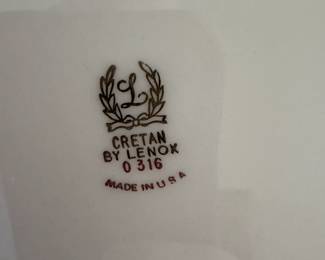 L
CRETAN
BY LENOX
O 316
MADE IN U S A